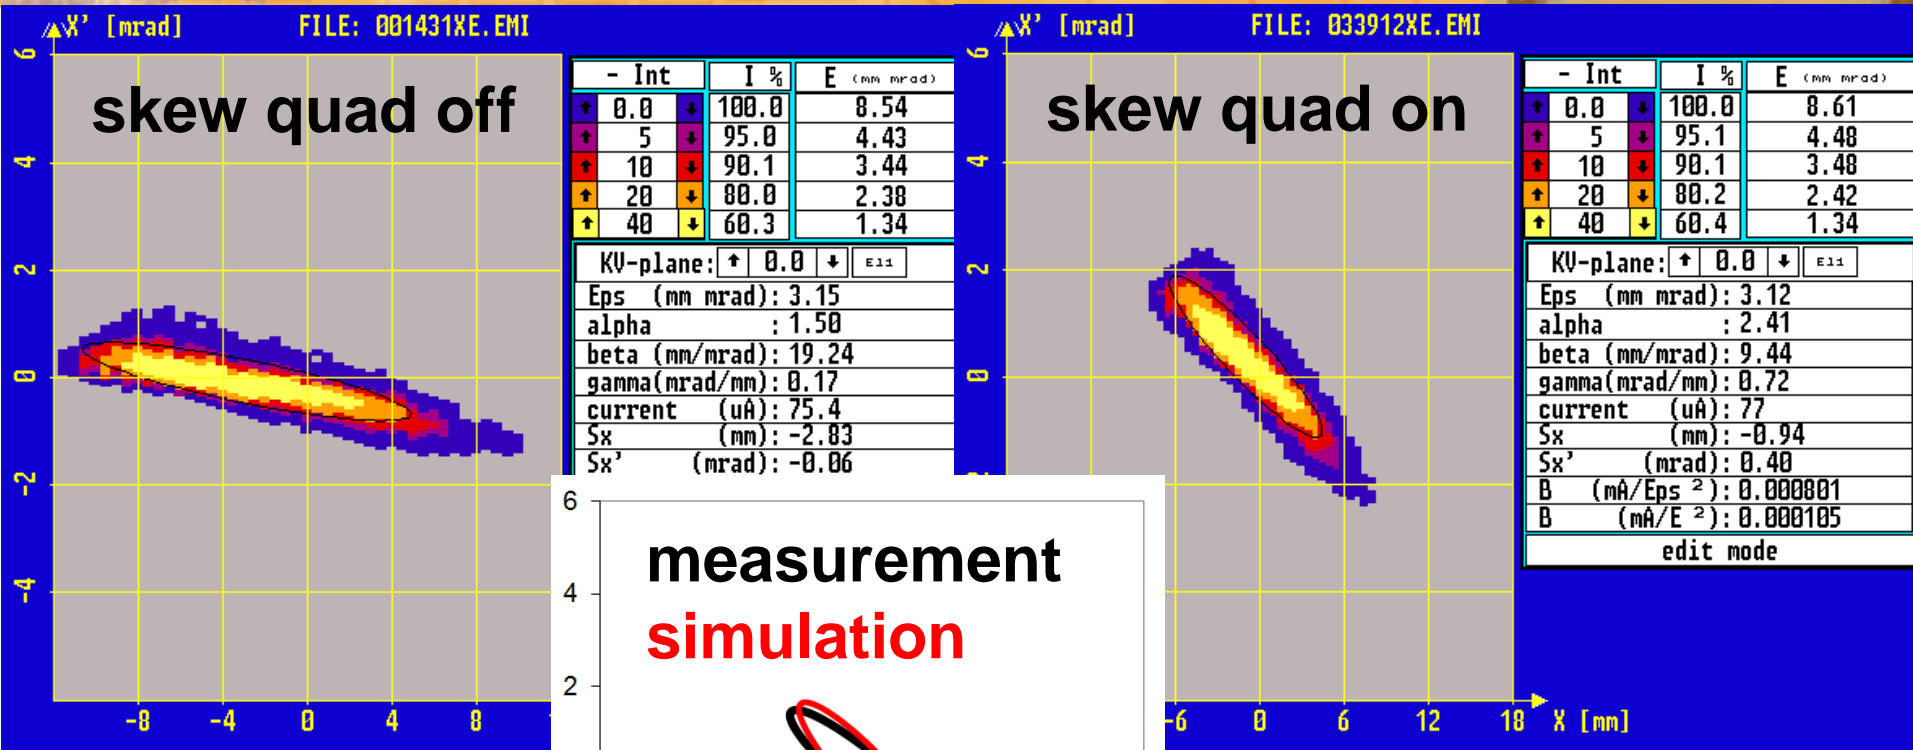 X' [mrad] FILE: 001431XE.EMI
skew quad off
6
4
2
0
-2
-4
-8 -4 0 4 8
- Int I % E (mm mrad)
0.0 100.0 8.54
5 95.0 4.43
10 90.1 3.44
20 80.0 2.38
40 60.3 1.34
KV-plane: 0.0 Ell
Eps (mm mrad): 3.15
alpha : 1.50
beta (mm/mrad): 19.24
gamma(mrad/mm): 0.17
current (uA): 75.4
Sx (mm): -2.83
Sx' (mrad): -0.06
X' [mrad] FILE: 033912XE.EMI
skew quad on
6
4
2
0
-6 0 6 12 18 X [mm]
- Int I % E (mm mrad)
0.0 100.0 8.61
5 95.1 4.48
10 90.1 3.48
20 80.2 2.42
40 60.4 1.34
KV-plane: 0.0 Ell
Eps (mm mrad): 3.12
alpha : 2.41
beta (mm/mrad): 9.44
gamma(mrad/mm): 0.72
current (uA): 77
Sx (mm): -0.94
Sx' (mrad): 0.40
B (mA/Eps ²): 0.000801
B (mA/E ²): 0.000105
edit mode
6
measurement
4
simulation
2